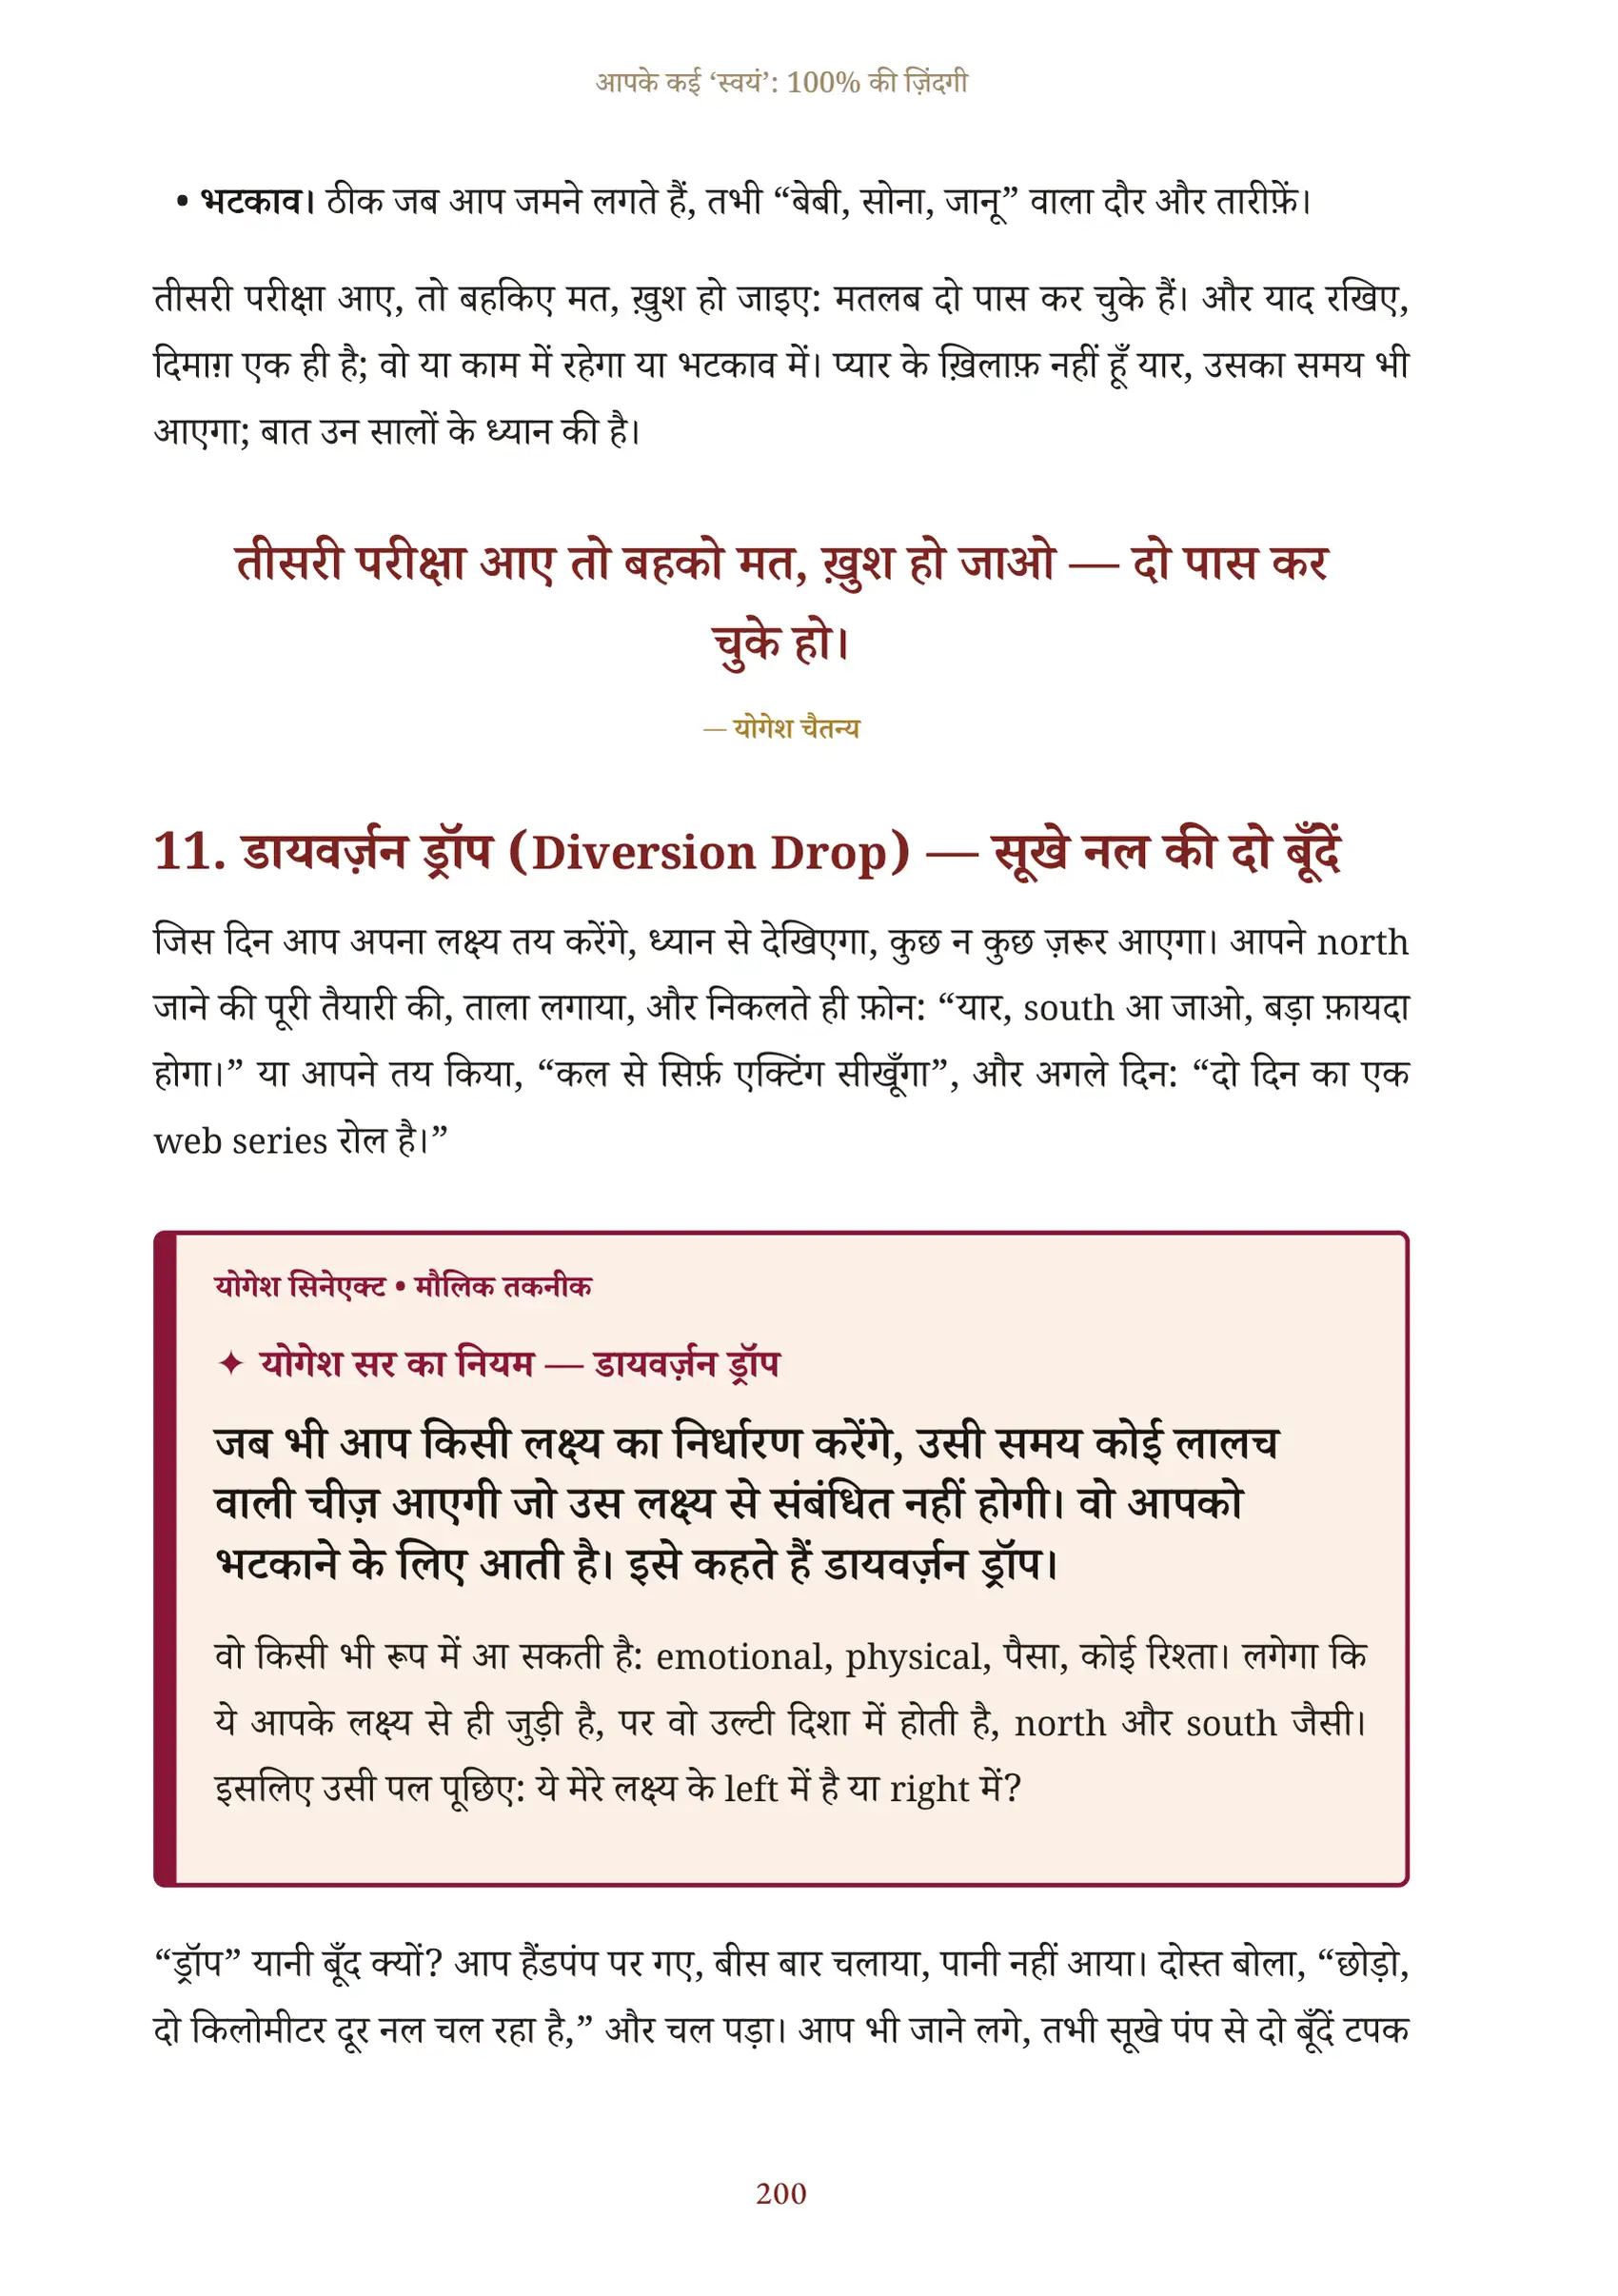 आपके कई ‘स्वयं’: 100% की ज़िंदगी
• भटकाव। ठीक जब आप जमने लगते हैं, तभी “बेबी, सोना, जानू” वाला दौर और तारीफ़ें।
तीसरी परीक्षा आए, तो बहकिए मत, ख़ुश हो जाइए: मतलब दो पास कर चुके हैं। और याद रखिए,
दिमाग़ एक ही है; वो या काम में रहेगा या भटकाव में। प्यार के ख़िलाफ़ नहीं हूँ यार, उसका समय भी
आएगा; बात उन सालों के ध्यान की है।
तीसरी परीक्षा आए तो बहको मत, ख़ुश हो जाओ — दो पास कर
चुके हो।
— योगेश चैतन्य
11. डायवर्ज़न ड्रॉप (Diversion Drop) — सूखे नल की दो बूँदें
जिस दिन आप अपना लक्ष्य तय करेंगे, ध्यान से देखिएगा, कुछ न कुछ ज़रूर आएगा। आपने north
जाने की पूरी तैयारी की, ताला लगाया, और निकलते ही फ़ोन: “यार, south आ जाओ, बड़ा फ़ायदा
होगा।” या आपने तय किया, “कल से सिर्फ़ एक्टिंग सीखूँगा”, और अगले दिन: “दो दिन का एक
web series रोल है।”
योगेश सिनेएक्ट • मौलिक तकनीक
✦ योगेश सर का नियम — डायवर्ज़न ड्रॉप
जब भी आप किसी लक्ष्य का निर्धारण करेंगे, उसी समय कोई लालच
वाली चीज़ आएगी जो उस लक्ष्य से संबंधित नहीं होगी। वो आपको
भटकाने के लिए आती है। इसे कहते हैं डायवर्ज़न ड्रॉप।
वो किसी भी रूप में आ सकती है: emotional, physical, पैसा, कोई रिश्ता। लगेगा कि
ये आपके लक्ष्य से ही जुड़ी है, पर वो उल्टी दिशा में होती है, north और south जैसी।
इसलिए उसी पल पूछिए: ये मेरे लक्ष्य के left में है या right में?
“ड्रॉप” यानी बूँद क्यों? आप हैंडपंप पर गए, बीस बार चलाया, पानी नहीं आया। दोस्त बोला, “छोड़ो,
दो किलोमीटर दूर नल चल रहा है,” और चल पड़ा। आप भी जाने लगे, तभी सूखे पंप से दो बूँदें टपक
200